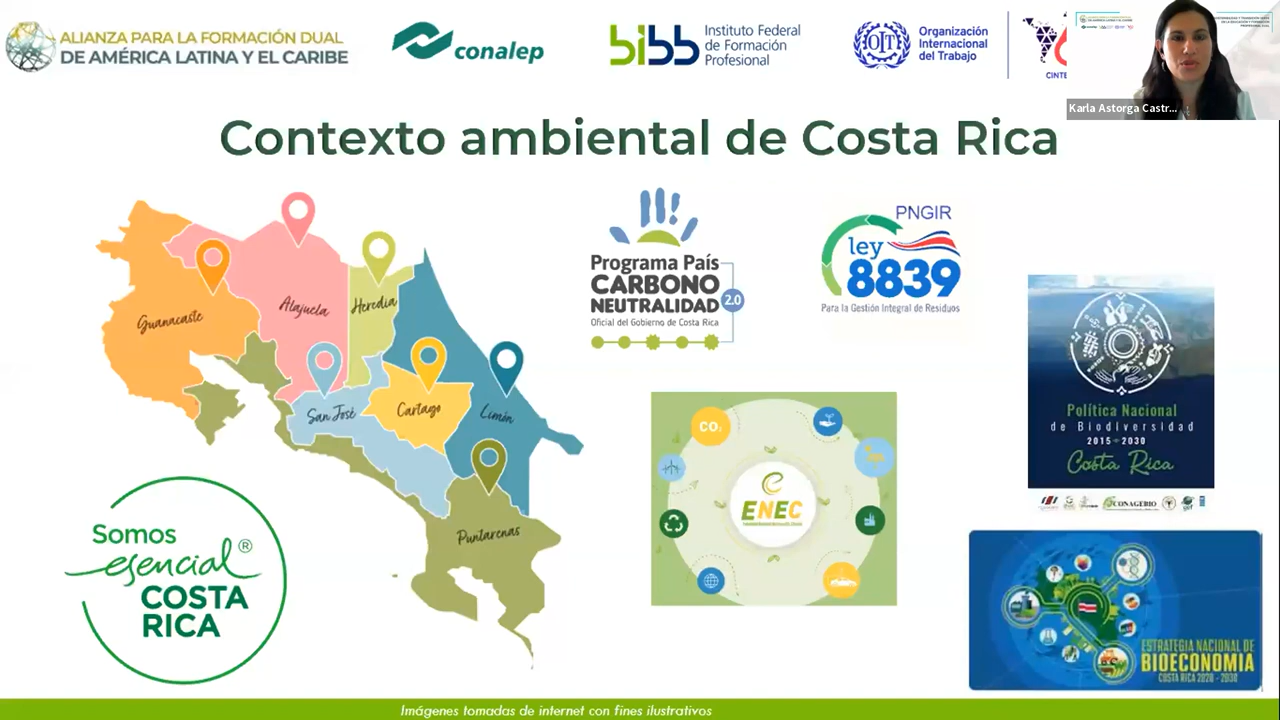 ALIANZA PARA LA FORMACIÓN DUAL
DE AMÉRICA LATINA Y EL CARIBE
conalep
bibb
Instituto Federal
de Formación
Profesional
OIT
Organización
Internacional
del Trabajo
Karla Astorga Castr...
Contexto ambiental de Costa Rica
Guanacaste
Alajuela
Heredia
San José
Cartago
Limón
Puntarenas
Somos
esencial®
COSTA
RICA
Programa País
CARBONO
NEUTRALIDAD 2.0
Oficial del Gobierno de Costa Rica
PNGIR
ley
8839
Para la Gestión Integral de Residuos
CO₂
ENEC
Política Nacional
de Biodiversidad
2015 - 2030
Costa Rica
CONAGEBIO
ESTRATEGIA NACIONAL DE
BIOECONOMÍA
COSTA RICA 2020 - 2030
Imágenes tomadas de internet con fines ilustrativos